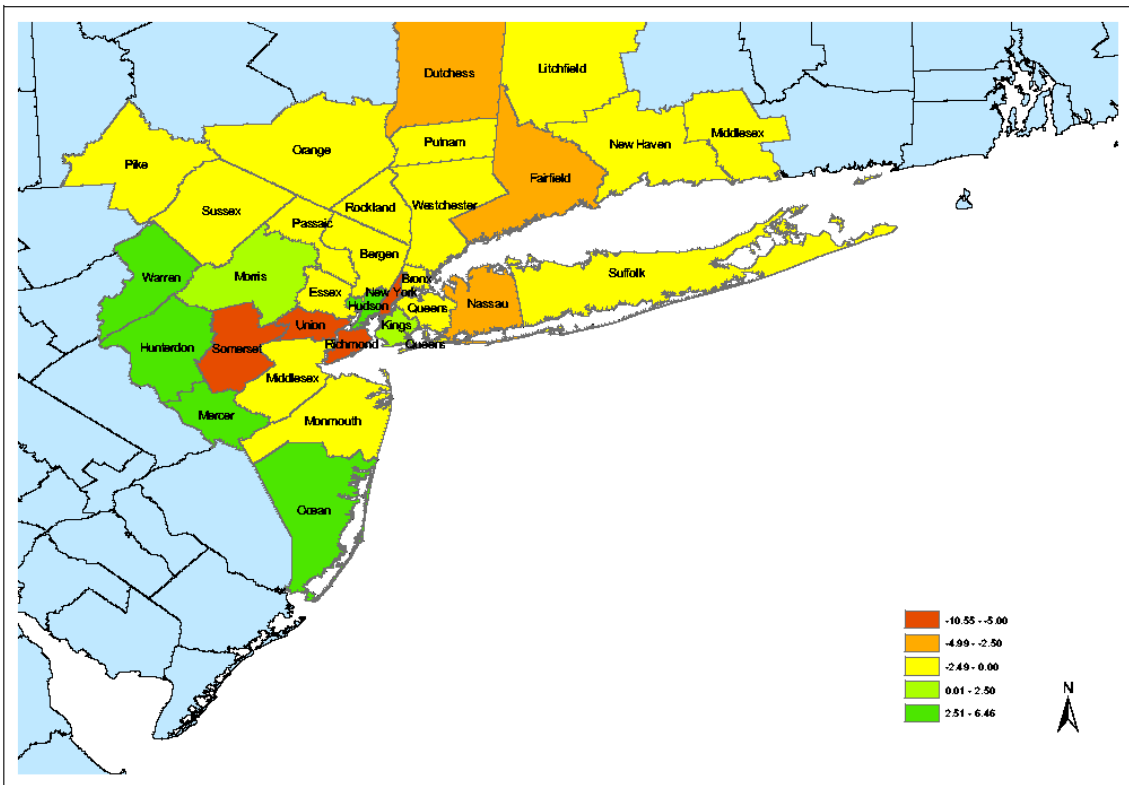 Dutchess
Litchfield
Putnam
Middlesex
Orange
New Haven
Pike
Fairfield
Westchester
Rockland
Sussex
Passaic
Bergen
Warren
Morris
Suffolk
Bronx
Essex
New York
Nassau
Hudson
Queens
Kings
Union
Hunterdon
Somerset
Richmond
Queens
Middlesex
Mercer
Monmouth
Ocean
-10.55 - -5.00
-4.99 - -2.50
-2.49 - 0.00
0.01 - 2.50
2.51 - 6.46
N